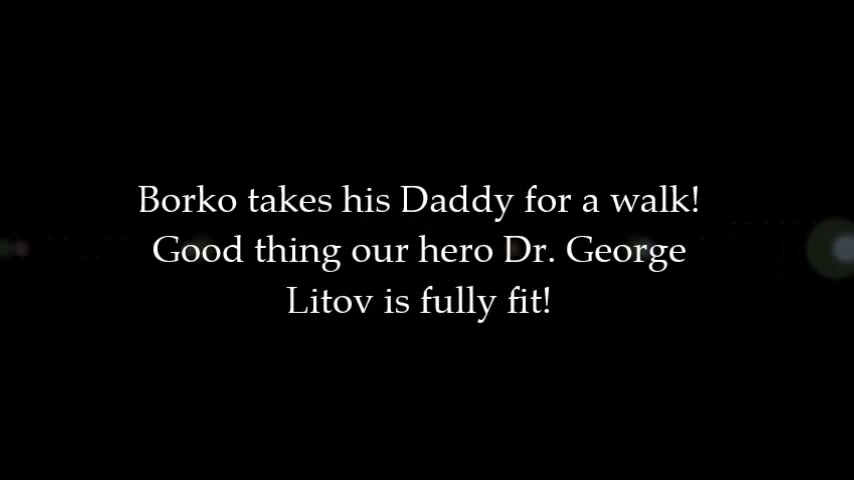 Borko takes his Daddy for a walk!
Good thing our hero Dr. George
Litov is fully fit!